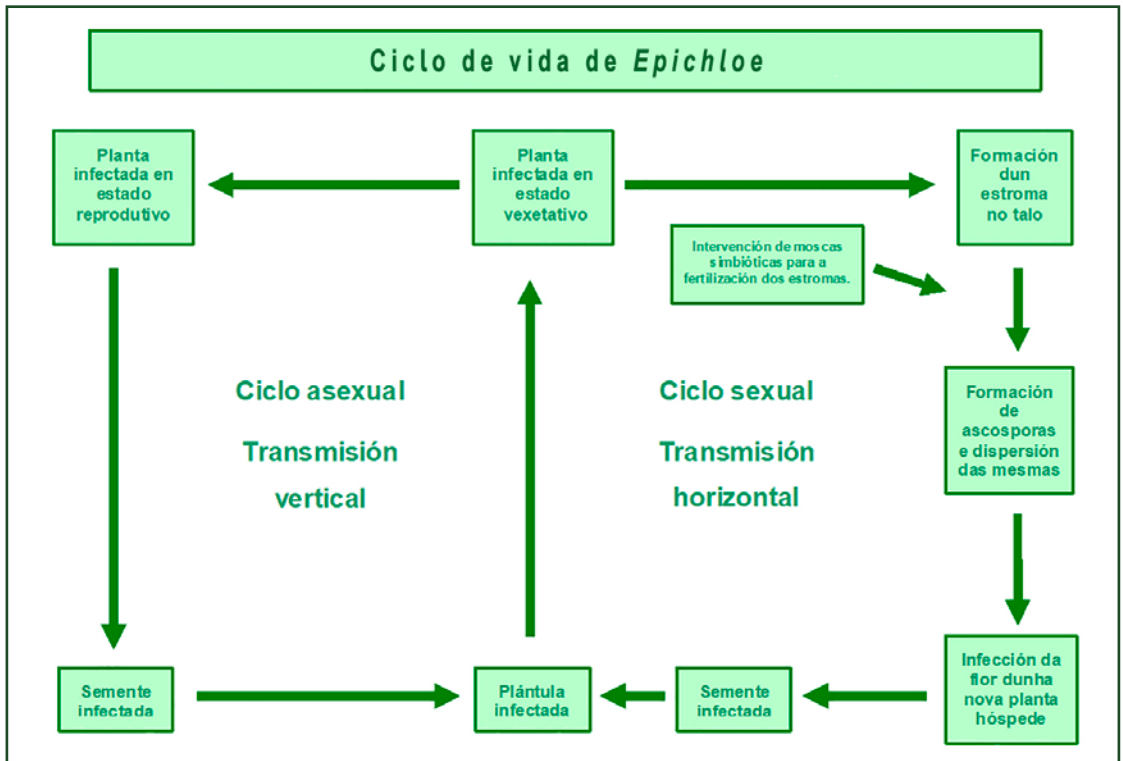 Ciclo de vida de Epichloe
Planta
infectada en
estado
reprodutivo
Planta
infectada en
estado
vexetativo
Formación
dun
estroma
no talo
Intervención de moscas
simbióticas para a
fertilización dos estromas.
Formación
de
ascosporas
e dispersión
das mesmas
Ciclo asexual
Transmisión
vertical
Ciclo sexual
Transmisión
horizontal
Semente
infectada
Plántula
infectada
Semente
infectada
Infección da
flor dunha
nova planta
hóspede